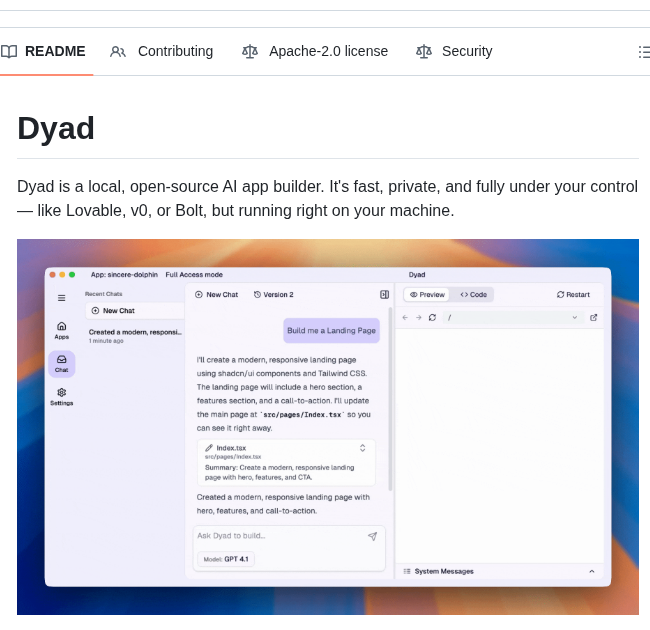 README
Contributing
Apache-2.0 license
Security
Dyad
Dyad is a local, open-source AI app builder. It's fast, private, and fully under your control
— like Lovable, v0, or Bolt, but running right on your machine.
App: sincere-dolphin Full Access mode
Dyad
Apps
Chat
Settings
Recent Chats
New Chat
Created a modern, responsi...
1 minute ago
New Chat
Version 2
Build me a Landing Page
I'll create a modern, responsive landing page
using shadcn/ui components and Tailwind CSS.
The landing page will include a hero section, a
features section, and a call-to-action. I'll update
the main page at `src/pages/Index.tsx` so you
can see it right away.
Index.tsx
src/pages/Index.tsx
Summary: Create a modern, responsive landing
page with hero, features, and CTA.
Created a modern, responsive landing page with
hero, features, and call-to-action.
Ask Dyad to build...
Model: GPT 4.1
Preview
<> Code
Restart
/
System Messages